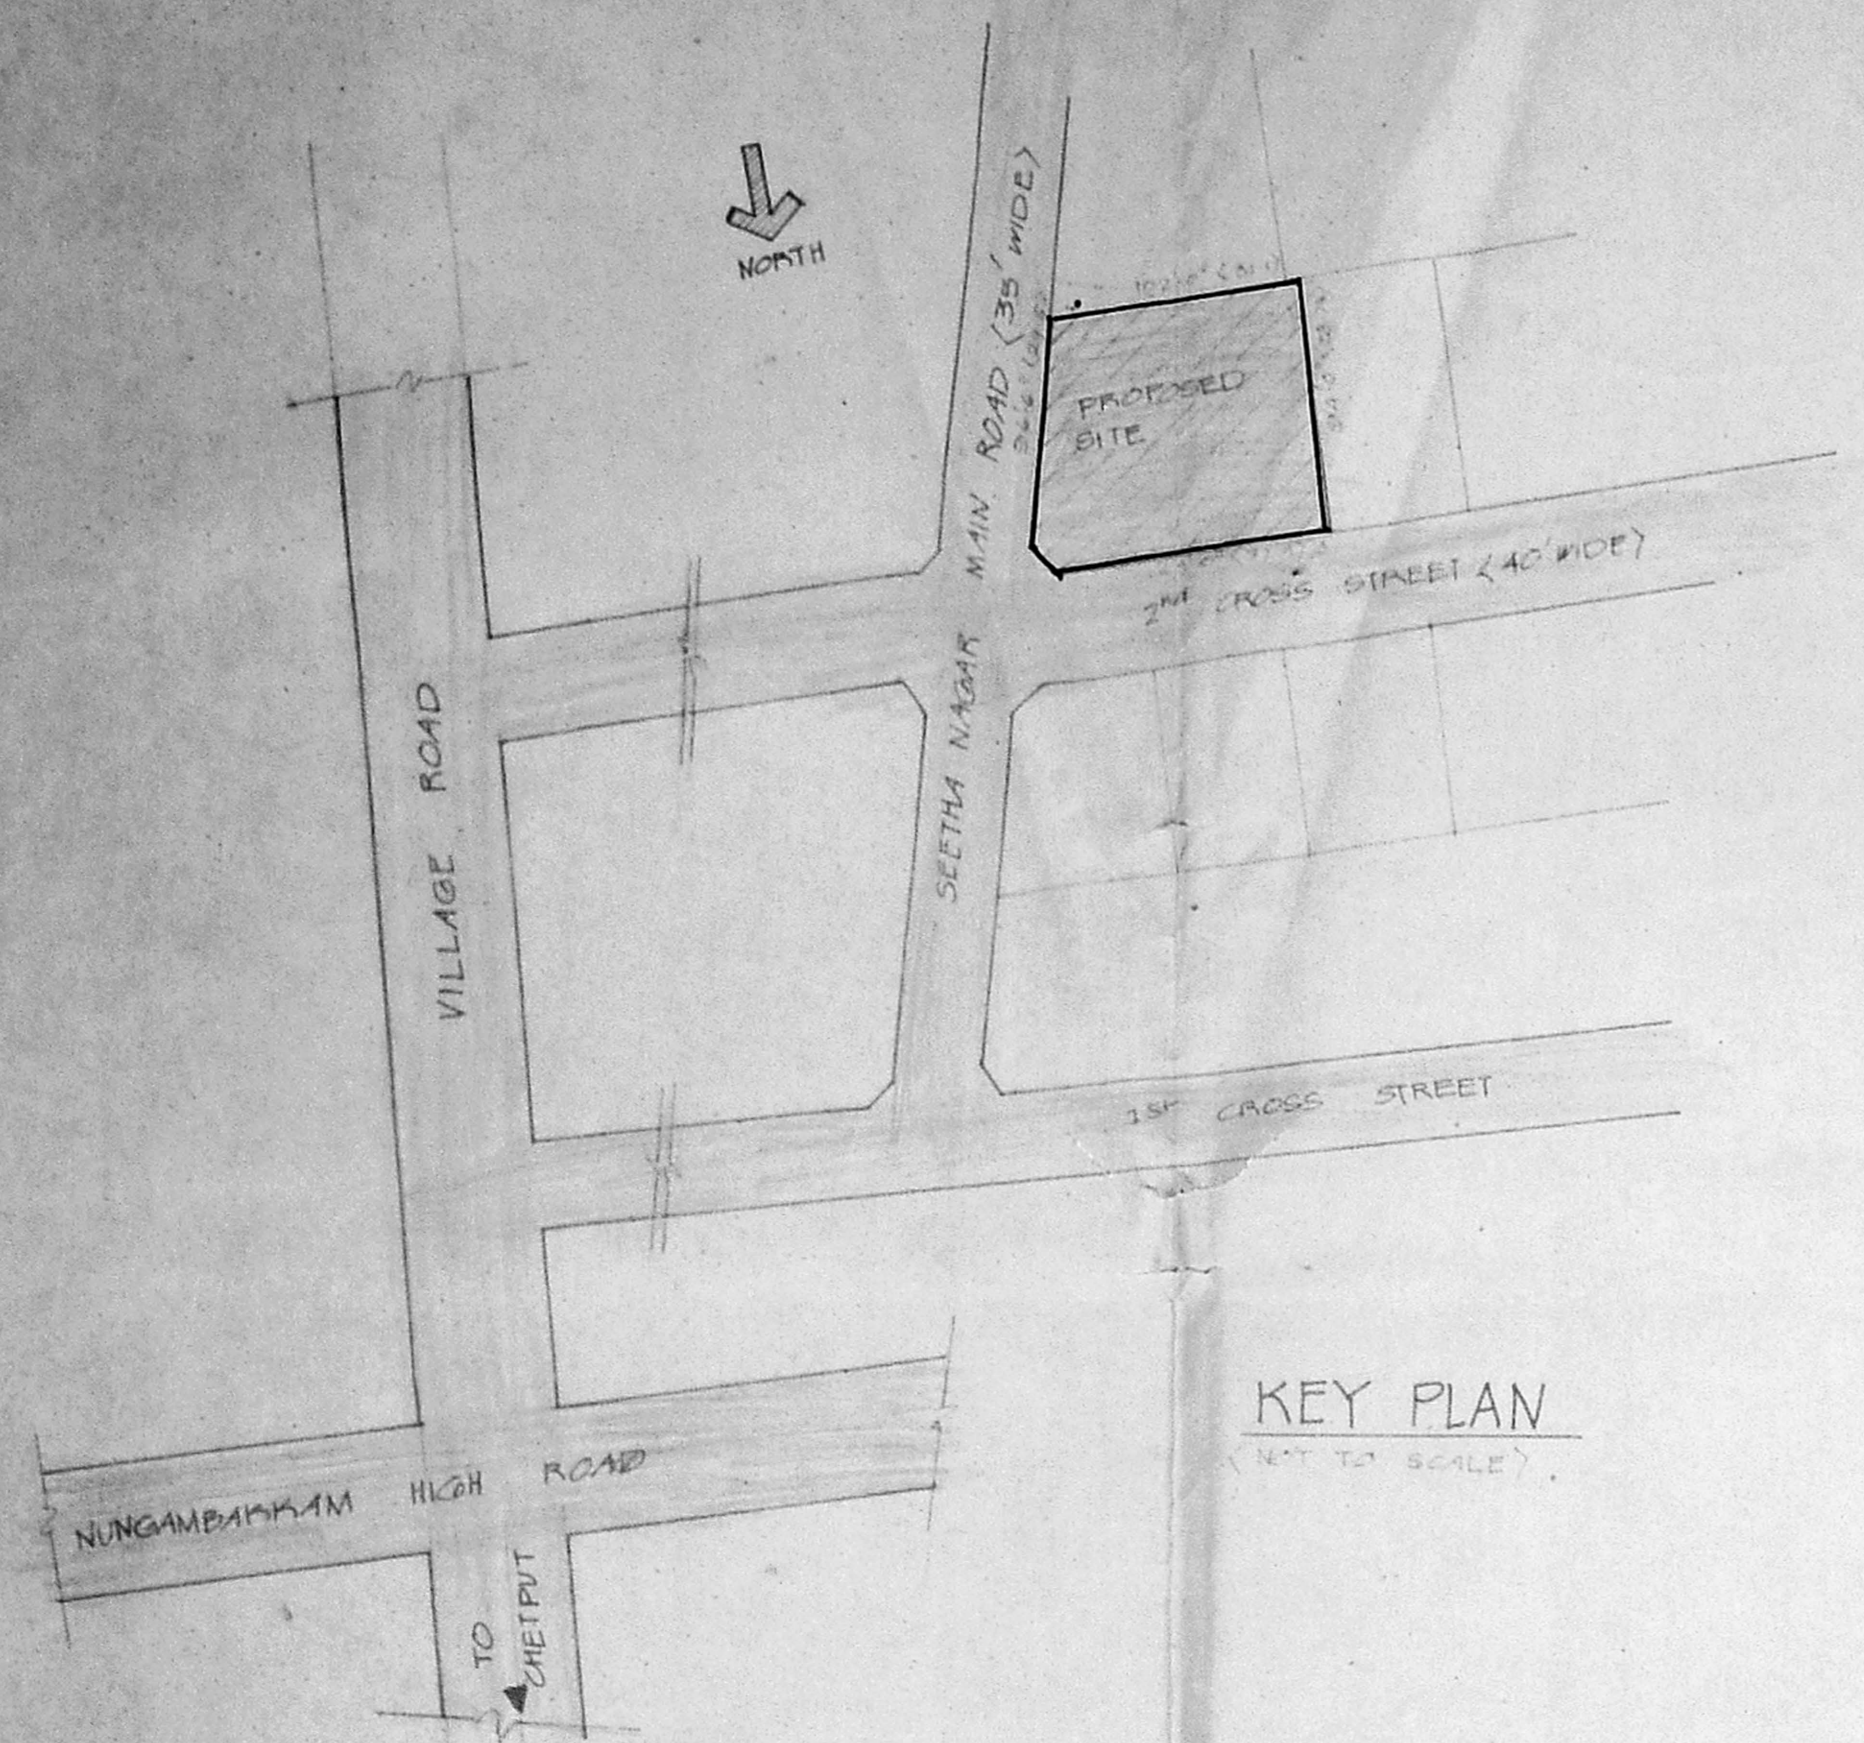 NORTH
SEETHA NAGAR MAIN ROAD (35' WIDE)
PROPOSED
SITE
2nd CROSS STREET (40' WIDE)
VILLAGE ROAD
1st CROSS STREET
KEY PLAN
(NOT TO SCALE).
NUNGAMBAKKAM HIGH ROAD
TO
CHETPUT